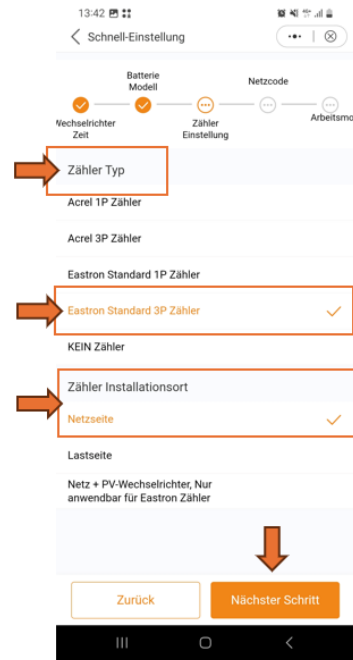 13:42
Schnell-Einstellung
Batterie
Modell
Netzcode
Wechselrichter
Zeit
Zähler
Einstellung
Arbeitsmo
Zähler Typ
Acrel 1P Zähler
Acrel 3P Zähler
Eastron Standard 1P Zähler
Eastron Standard 3P Zähler
KEIN Zähler
Zähler Installationsort
Netzseite
Lastseite
Netz + PV-Wechselrichter, Nur
anwendbar für Eastron Zähler
Zurück
Nächster Schritt